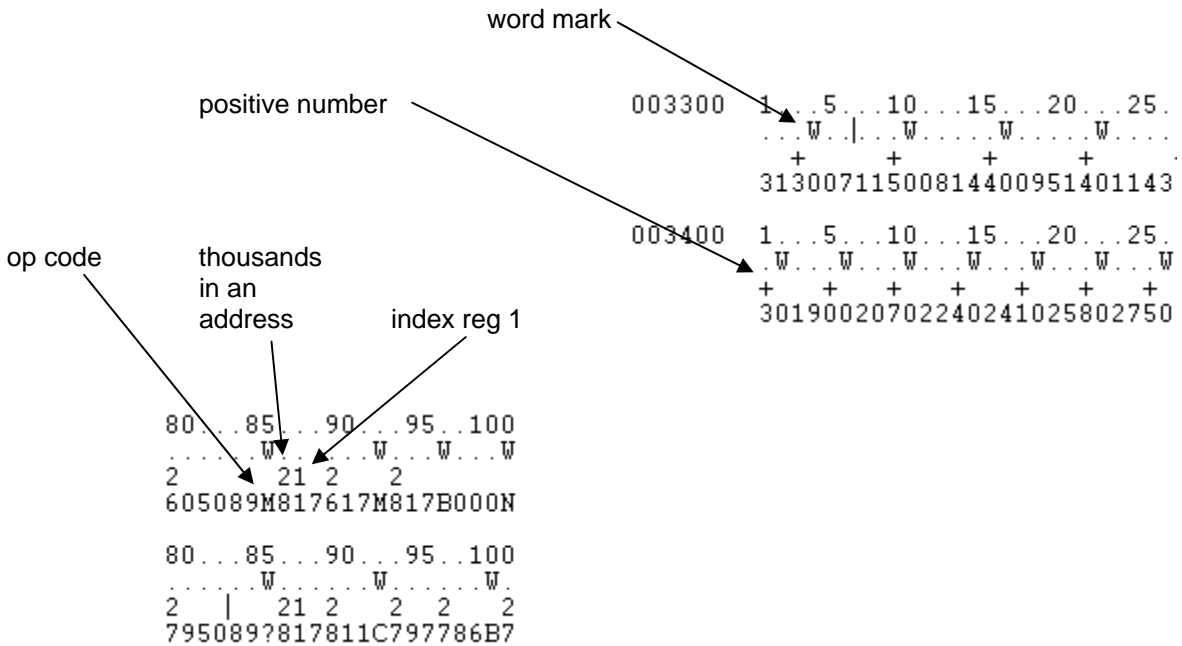 word mark
positive number
003300 1...5...10...15...20...25.
...W..|...W.....W.....W....
+ + + +
31300711500814400951401143
003400 1...5...10...15...20...25.
.W...W...W...W...W...W...W
+ + + + + + +
30190020702240241025802750
op code
thousands
in an
address
index reg 1
80...85...90...95..100
......W......W...W...W
2 21 2 2
605089M817617M817B000N
80...85...90...95..100
......W......W......W.
2 | 21 2 2 2 2
795089?817811C797786B7